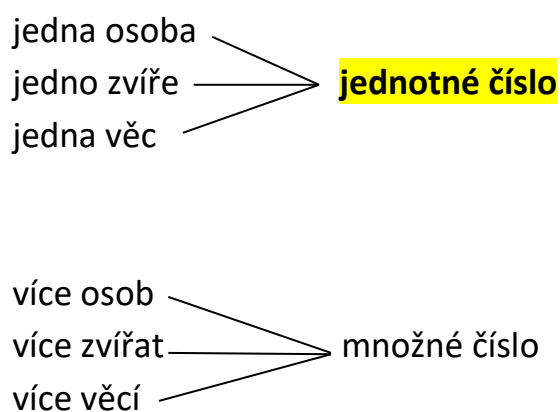 jedna osoba
jedno zvíře
jednotné číslo
jedna věc
více osob
více zvířat
množné číslo
více věcí